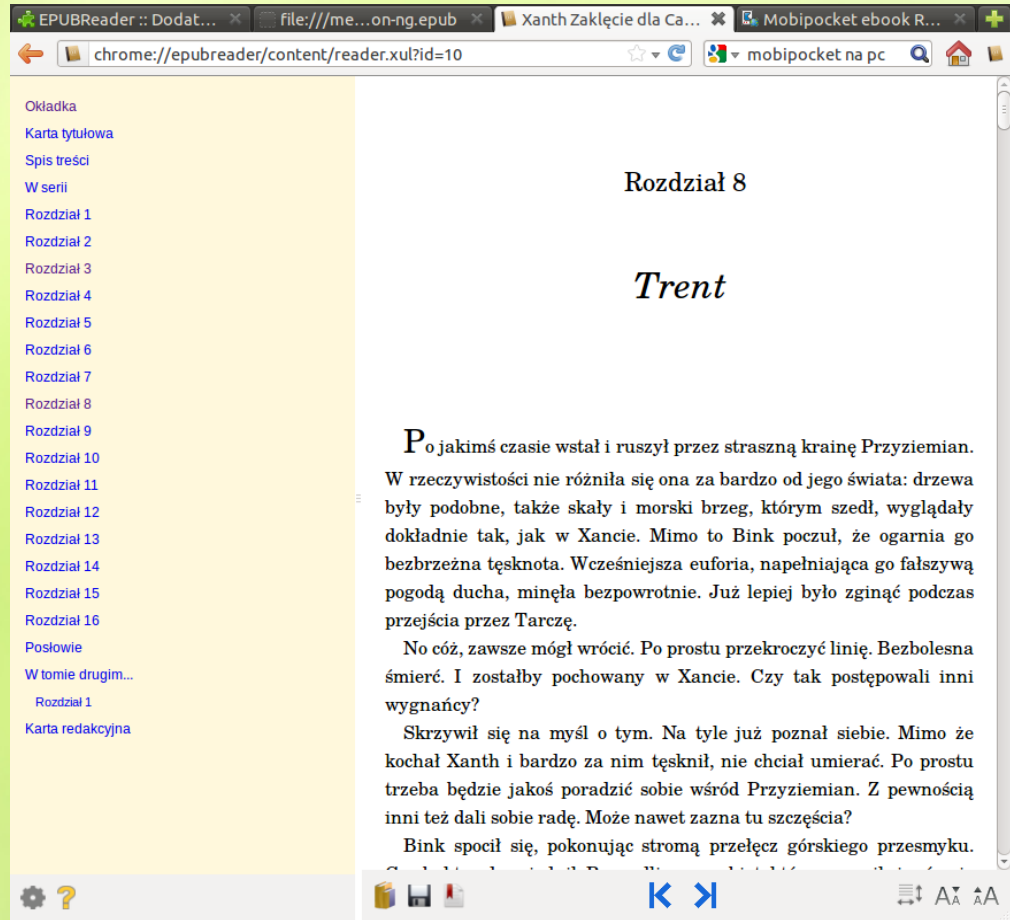 EPUBReader :: Dodat...
file:///me...on-ng.epub
Xanth Zaklęcie dla Ca...
Mobipocket ebook R...
chrome://epubreader/content/reader.xul?id=10
mobipocket na pc
Okładka
Karta tytułowa
Spis treści
W serii
Rozdział 1
Rozdział 2
Rozdział 3
Rozdział 4
Rozdział 5
Rozdział 6
Rozdział 7
Rozdział 8
Rozdział 9
Rozdział 10
Rozdział 11
Rozdział 12
Rozdział 13
Rozdział 14
Rozdział 15
Rozdział 16
Posłowie
W tomie drugim...
Rozdział 1
Karta redakcyjna
Rozdział 8
Trent
Po jakimś czasie wstał i ruszył przez straszną krainę Przyziemian.
W rzeczywistości nie różniła się ona za bardzo od jego świata: drzewa
były podobne, także skały i morski brzeg, którym szedł, wyglądały
dokładnie tak, jak w Xancie. Mimo to Bink poczuł, że ogarnia go
bezbrzeżna tęsknota. Wcześniejsza euforia, napełniająca go fałszywą
pogodą ducha, minęła bezpowrotnie. Już lepiej było zginąć podczas
przejścia przez Tarczę.
No cóż, zawsze mógł wrócić. Po prostu przekroczyć linię. Bezbolesna
śmierć. I zostałby pochowany w Xancie. Czy tak postępowali inni
wygnańcy?
Skrzywił się na myśl o tym. Na tyle już poznał siebie. Mimo że
kochał Xanth i bardzo za nim tęsknił, nie chciał umierać. Po prostu
trzeba będzie jakoś poradzić sobie wśród Przyziemian. Z pewnością
inni też dali sobie radę. Może nawet zazna tu szczęścia?
Bink spocił się, pokonując stromą przełęcz górskiego przesmyku.
AA AA